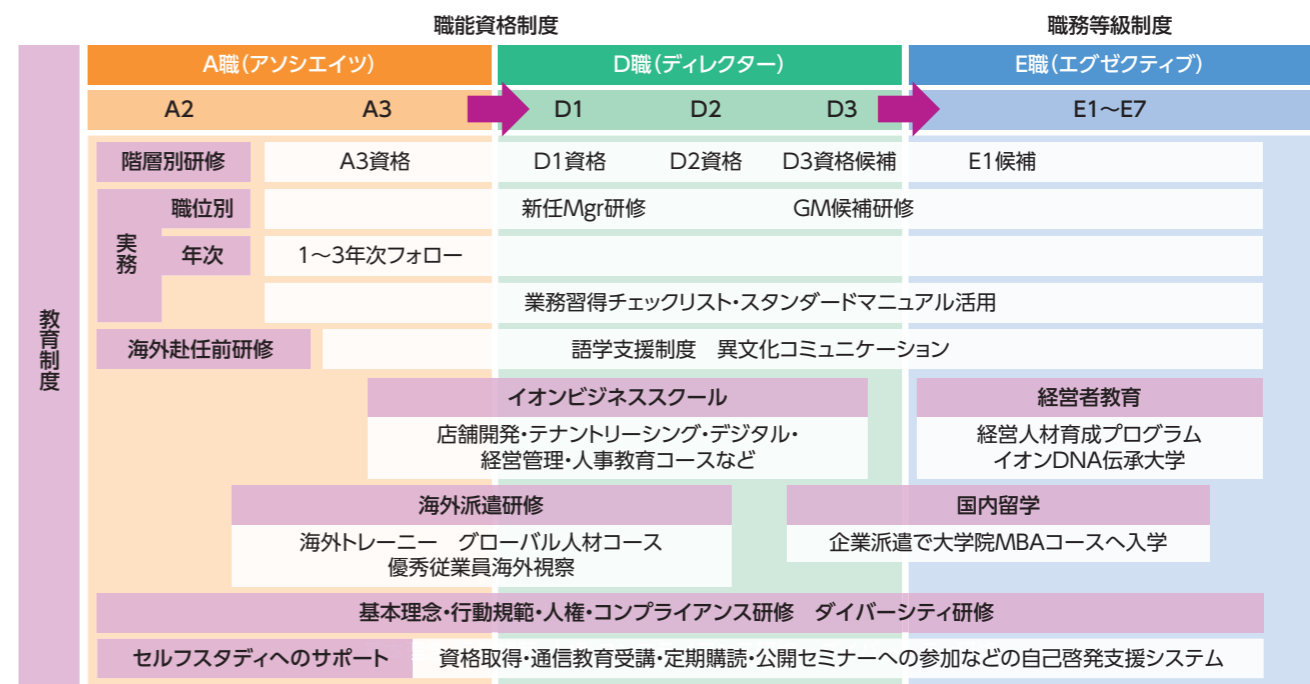 職能資格制度
職務等級制度
A職（アソシエイツ）
D職（ディレクター）
E職（エグゼクティブ）
A2
A3
D1
D2
D3
E1～E7
教育制度
階層別研修
A3資格
D1資格
D2資格
D3資格候補
E1候補
実務
職位別
新任Mgr研修
GM候補研修
年次
1～3年次フォロー
業務習得チェックリスト・スタンダードマニュアル活用
海外赴任前研修
語学支援制度　異文化コミュニケーション
イオンビジネススクール
店舗開発・テナントリーシング・デジタル・
経営管理・人事教育コースなど
経営者教育
経営人材育成プログラム
イオンDNA伝承大学
海外派遣研修
海外トレーニー　グローバル人材コース
優秀従業員海外視察
国内留学
企業派遣で大学院MBAコースへ入学
基本理念・行動規範・人権・コンプライアンス研修　ダイバーシティ研修
セルフスタディへのサポート
資格取得・通信教育受講・定期購読・公開セミナーへの参加などの自己啓発支援システム